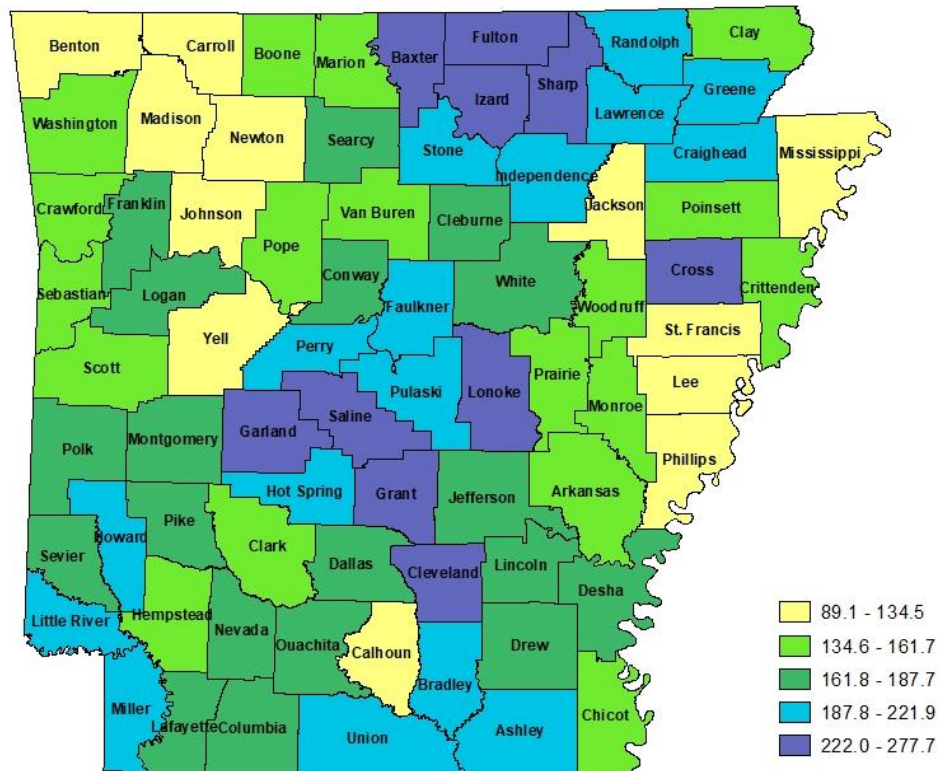 Benton
Carroll
Boone
Marion
Baxter
Fulton
Randolph
Clay
Sharp
Izard
Greene
Lawrence
Washington
Madison
Newton
Searcy
Stone
Independence
Craighead
Mississippi
Crawford
Franklin
Johnson
Pope
Van Buren
Cleburne
Jackson
Poinsett
Sebastian
Logan
Conway
White
Woodruff
Cross
Crittenden
Faulkner
St. Francis
Yell
Perry
Scott
Pulaski
Lonoke
Prairie
Lee
Monroe
Polk
Montgomery
Garland
Saline
Phillips
Hot Spring
Grant
Jefferson
Arkansas
Howard
Pike
Clark
Sevier
Dallas
Cleveland
Lincoln
Desha
Little River
Hempstead
Nevada
Ouachita
Calhoun
Drew
Bradley
Miller
Lafayette
Columbia
Union
Ashley
Chicot
89.1 - 134.5
134.6 - 161.7
161.8 - 187.7
187.8 - 221.9
222.0 - 277.7